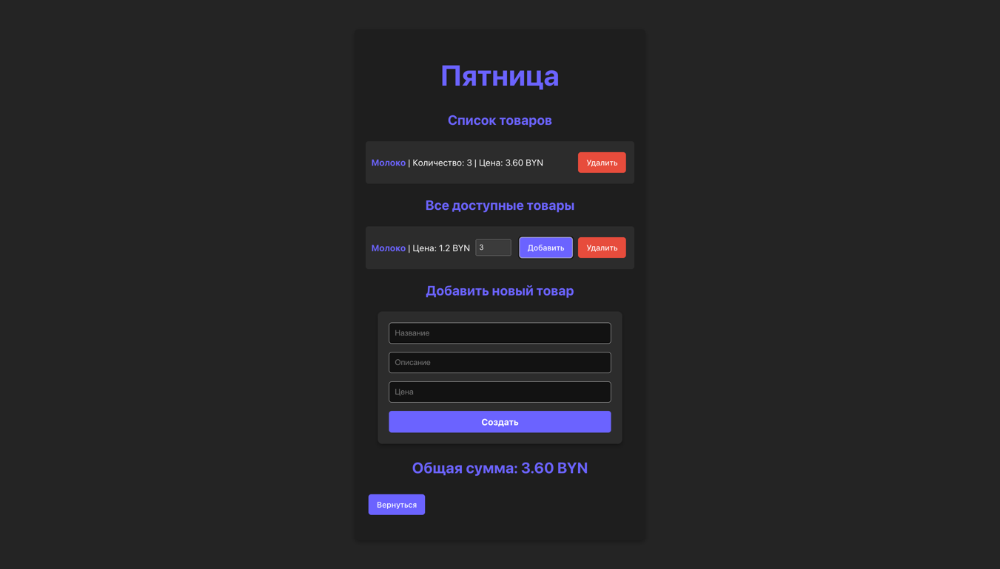 Пятница
Список товаров
Молоко | Количество: 3 | Цена: 3.60 BYN Удалить
Все доступные товары
Молоко | Цена: 1.2 BYN 3 Добавить Удалить
Добавить новый товар
Название
Описание
Цена
Создать
Общая сумма: 3.60 BYN
Вернуться